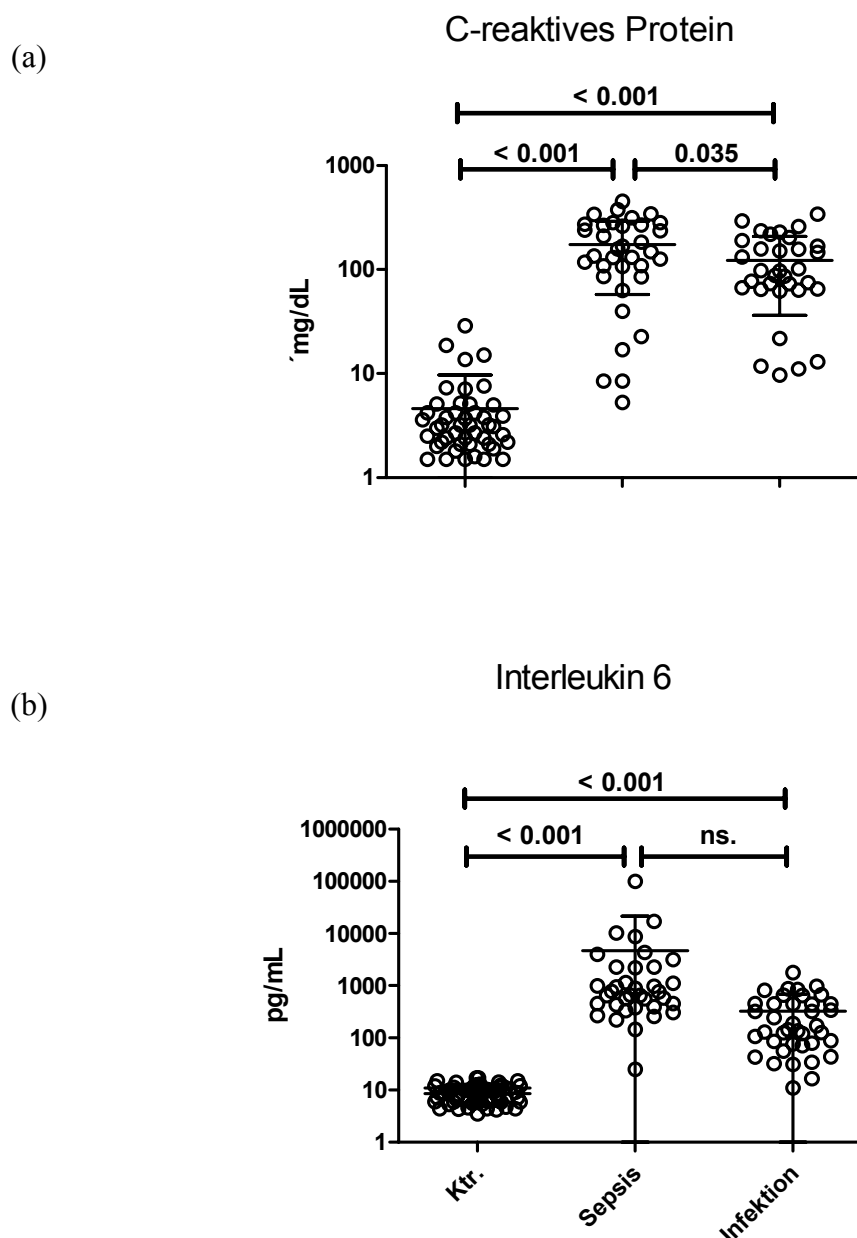 C-reaktives Protein
(a)
< 0.001
< 0.001 0.035
1000
100
10
1
´mg/dL
Interleukin 6
(b)
< 0.001
< 0.001 ns.
1000000
100000
10000
1000
100
10
1
pg/mL
Ktr. Sepsis Infektion